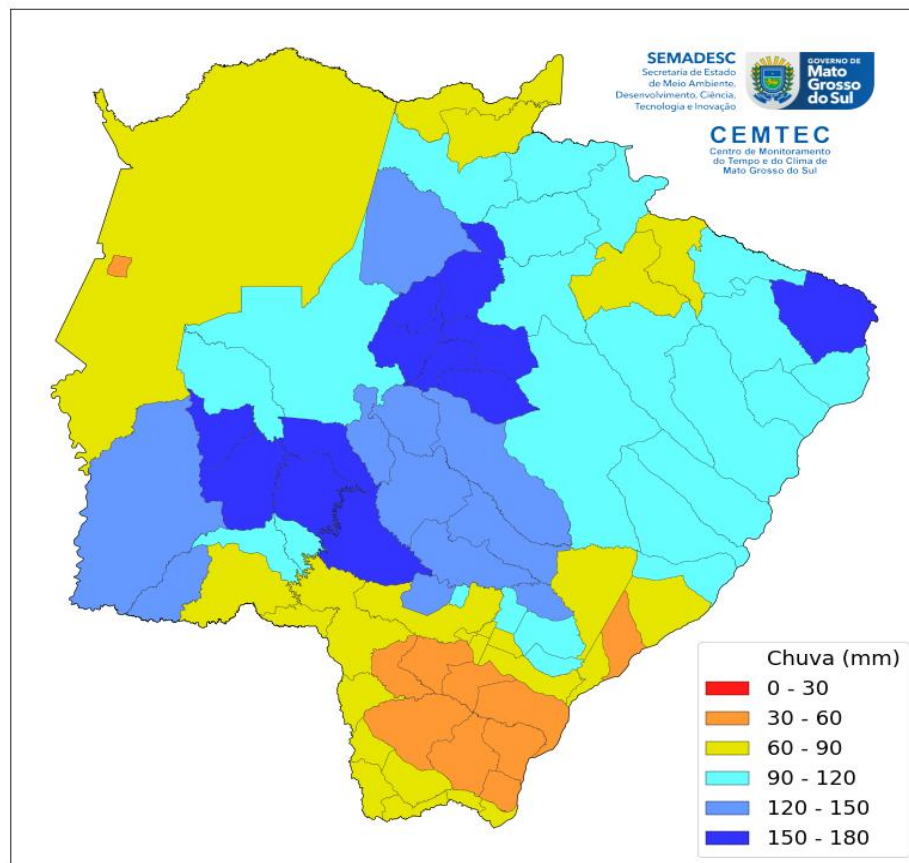 SEMADESC
Secretaria de Estado
de Meio Ambiente,
Desenvolvimento, Ciência,
Tecnologia e Inovação
GOVERNO DE
Mato
Grosso
do Sul
CEMTEC
Centro de Monitoramento
do Tempo e do Clima de
Mato Grosso do Sul
Chuva (mm)
0 - 30
30 - 60
60 - 90
90 - 120
120 - 150
150 - 180